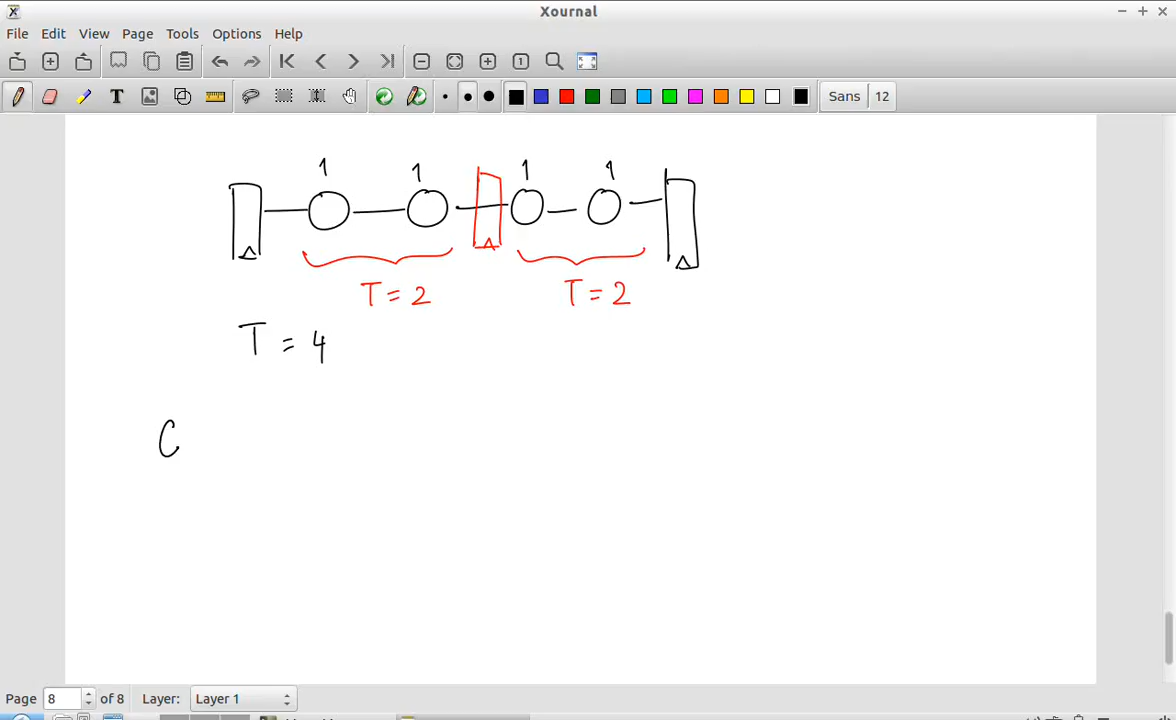 Xournal
File Edit View Page Tools Options Help
T Sans 12
1 1 1 1
T = 2 T = 2
T = 4
C
Page 8 of 8 Layer: Layer 1